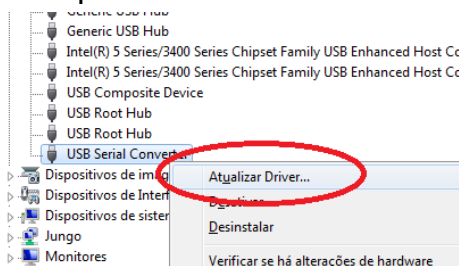 Generic USB Hub
Generic USB Hub
Intel(R) 5 Series/3400 Series Chipset Family USB Enhanced Host Co
Intel(R) 5 Series/3400 Series Chipset Family USB Enhanced Host Co
USB Composite Device
USB Root Hub
USB Root Hub
USB Serial Converter
Dispositivos de imag
Atualizar Driver...
Dispositivos de Interf
Desativar
Dispositivos de sister
Desinstalar
Jungo
Monitores
Verificar se há alterações de hardware